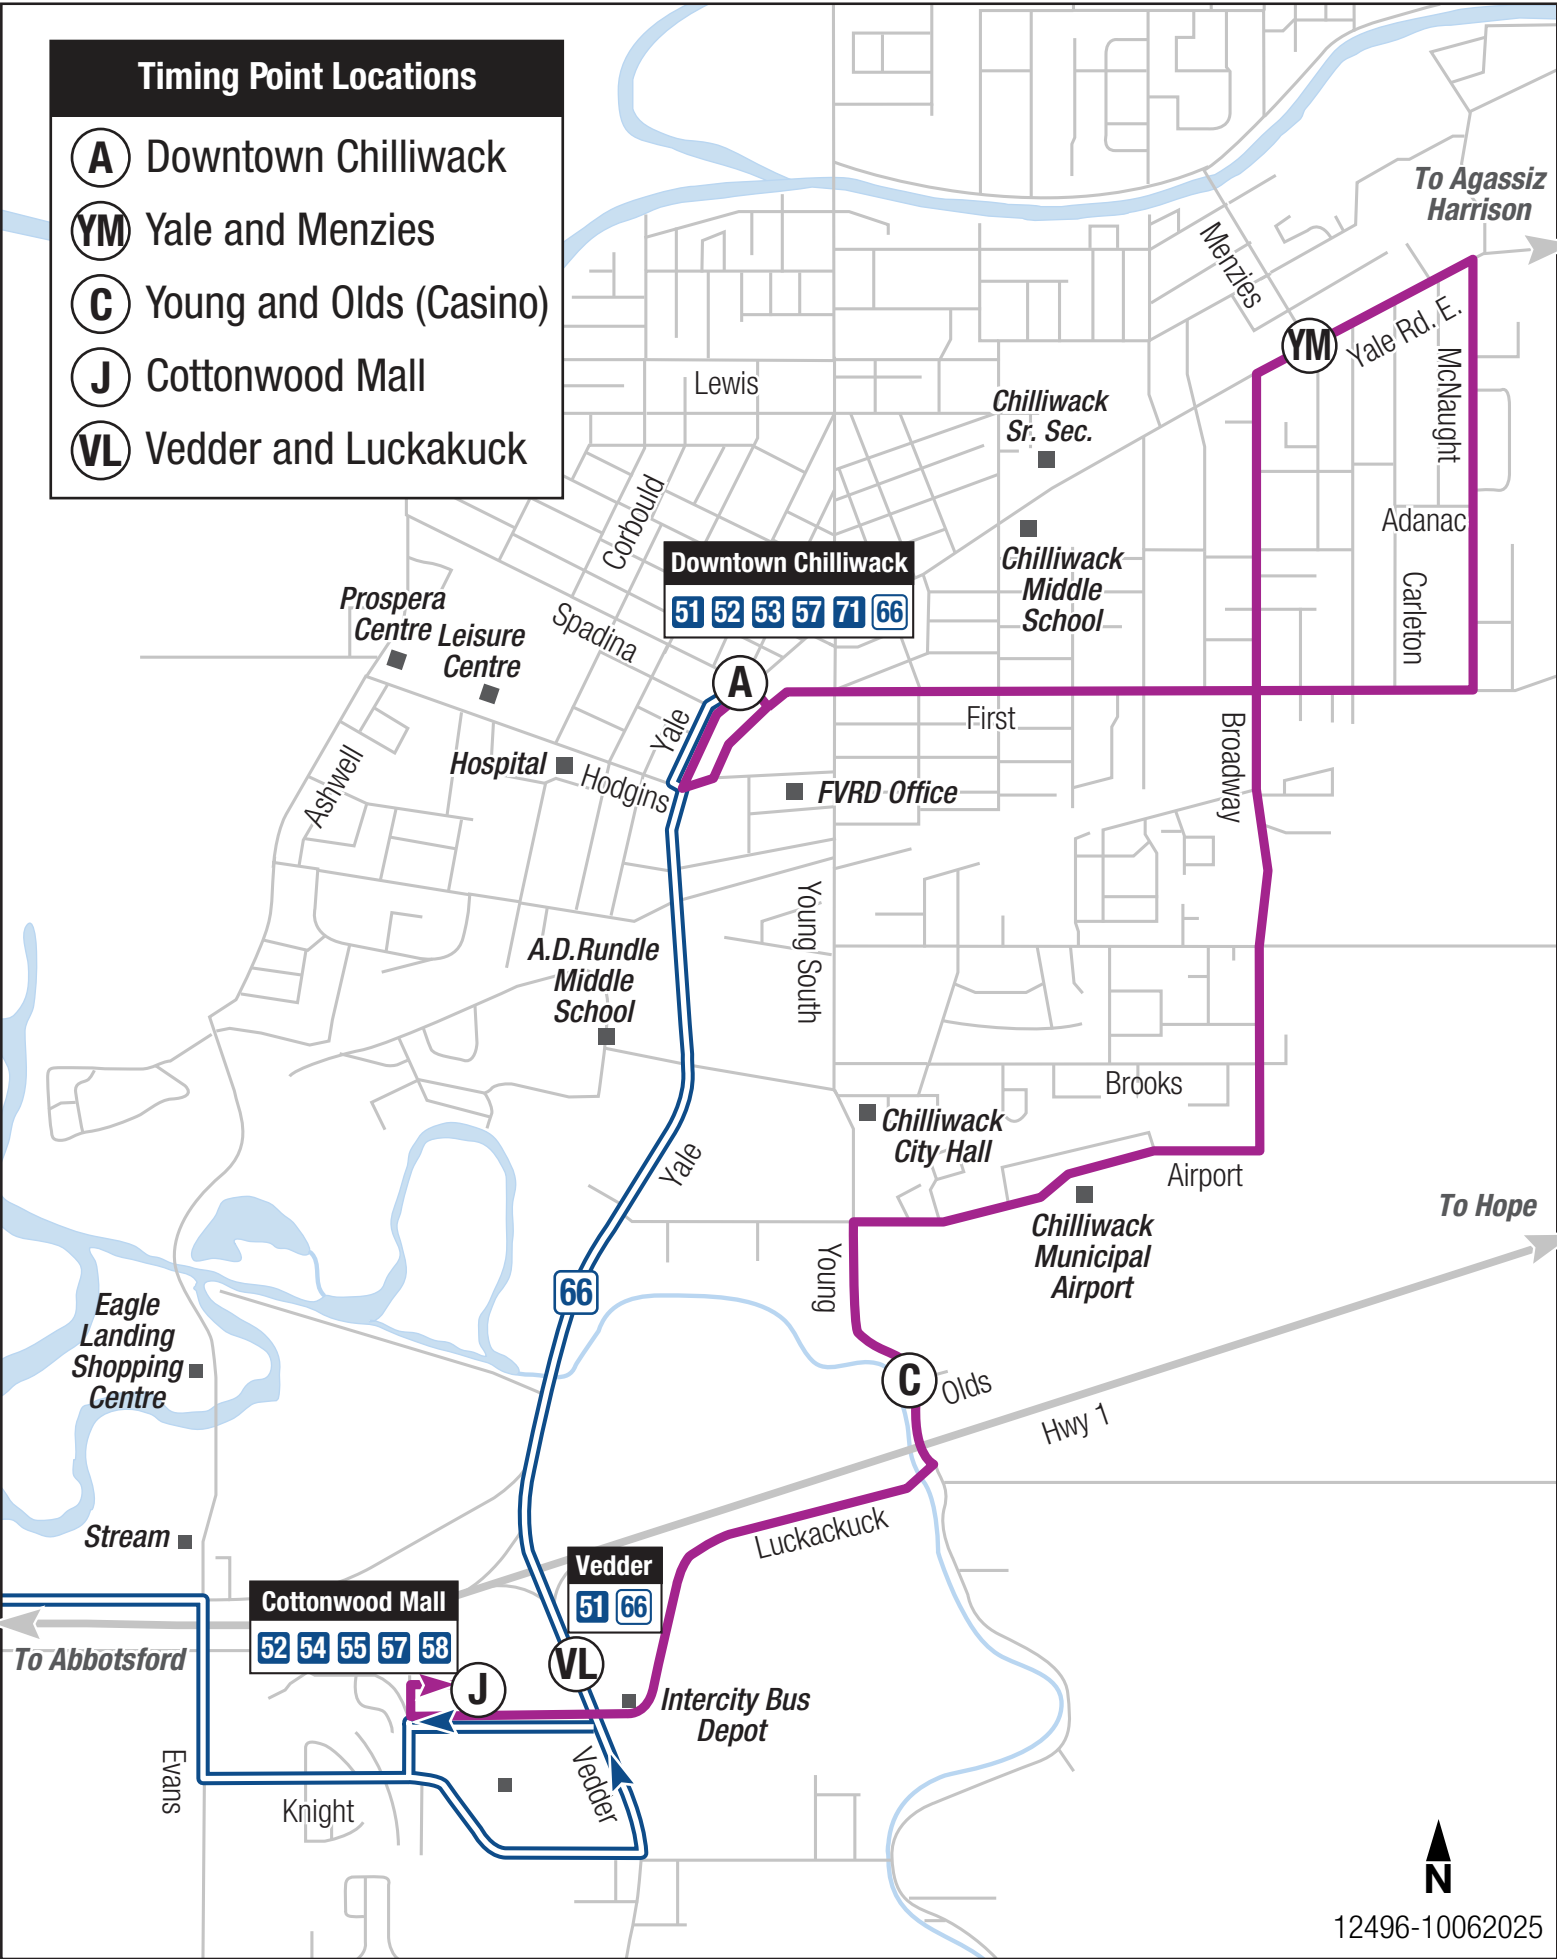 Timing Point Locations
A Downtown Chilliwack
YM Yale and Menzies
C Young and Olds (Casino)
J Cottonwood Mall
VL Vedder and Luckakuck
To Agassiz
Harrison
Menzies
YM
Yale Rd. E.
McNaught
Lewis
Chilliwack
Sr. Sec.
Corbould
Adanac
Downtown Chilliwack
51 52 53 57 71 66
Chilliwack
Middle
School
Carleton
Prospera
Centre
Leisure
Centre
Spadina
A
Yale
First
Broadway
Hospital
Hodgins
FVRD Office
Ashwell
Young South
A.D.Rundle
Middle
School
Brooks
Chilliwack
City Hall
Yale
Airport
Chilliwack
Municipal
Airport
To Hope
Young
66
Eagle
Landing
Shopping
Centre
C
Olds
Hwy 1
Luckackuck
Stream
Vedder
51 66
Cottonwood Mall
52 54 55 57 58
To Abbotsford
VL
J
Intercity Bus
Depot
Evans
Vedder
Knight
N
12496-10062025